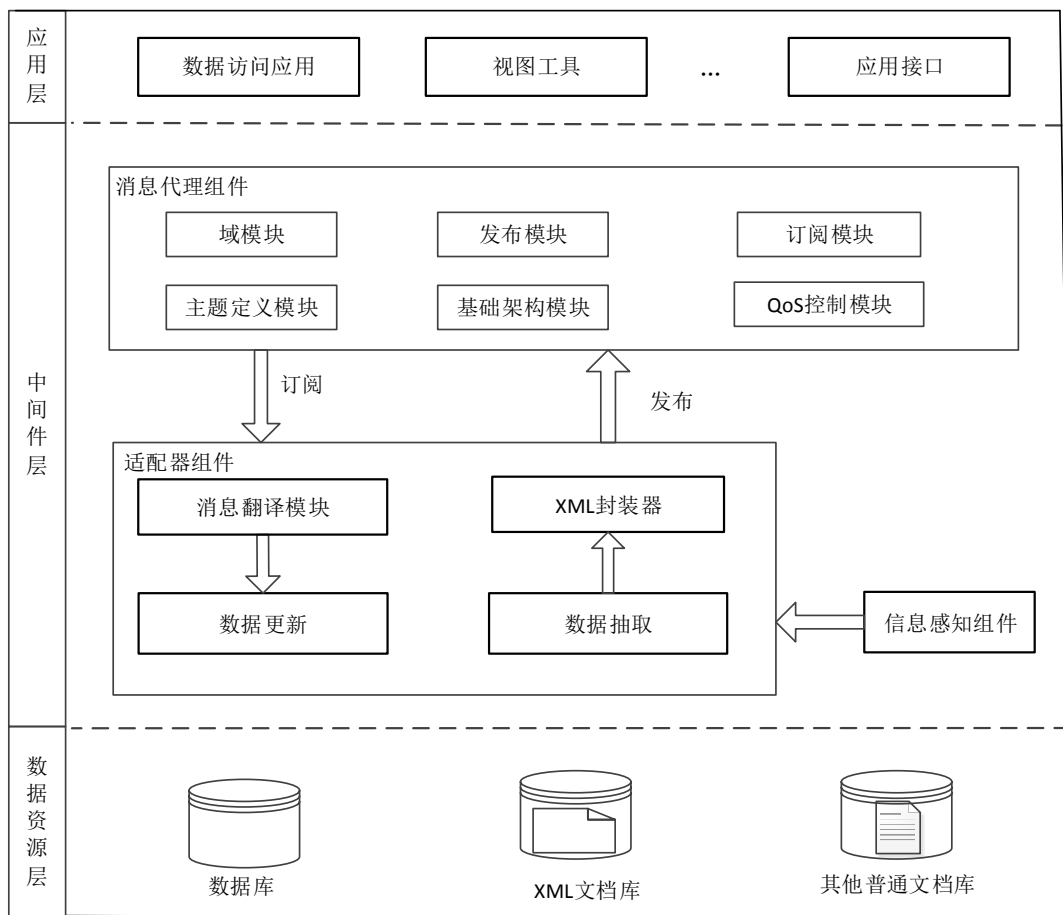 应用层
数据访问应用
视图工具
...
应用接口
中间件层
消息代理组件
域模块
发布模块
订阅模块
主题定义模块
基础架构模块
QoS控制模块
订阅
发布
适配器组件
消息翻译模块
XML封装器
数据更新
数据抽取
信息感知组件
数据资源层
数据库
XML文档库
其他普通文档库